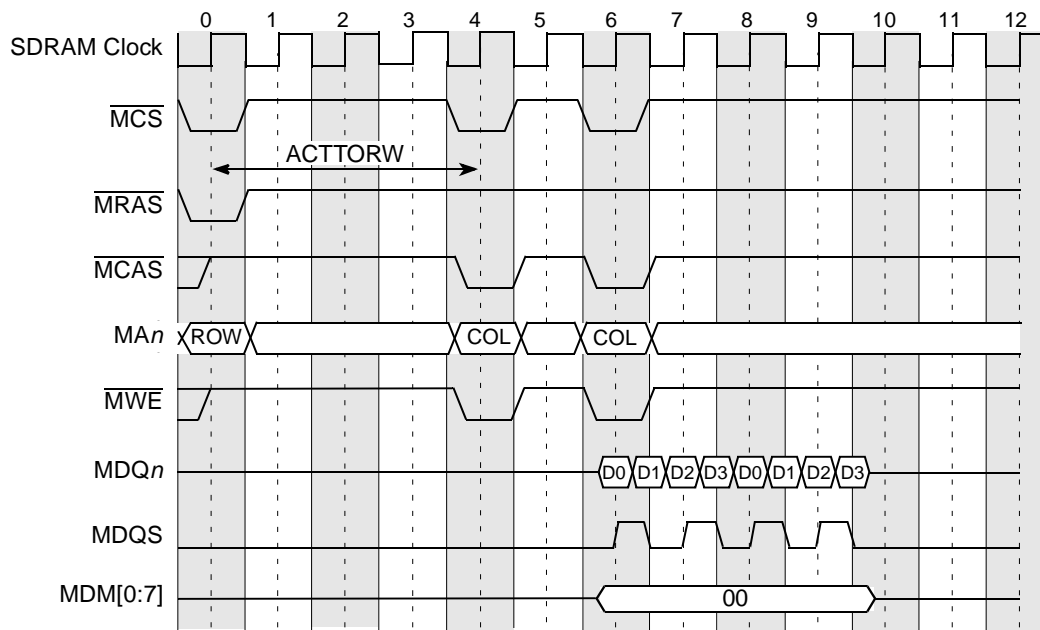 0 1 2 3 4 5 6 7 8 9 10 11 12
SDRAM Clock
MCS
ACTTORW
MRAS
MCAS
MAn ROW COL COL
MWE
MDQn D0 D1 D2 D3 D0 D1 D2 D3
MDQS
MDM[0:7] 00